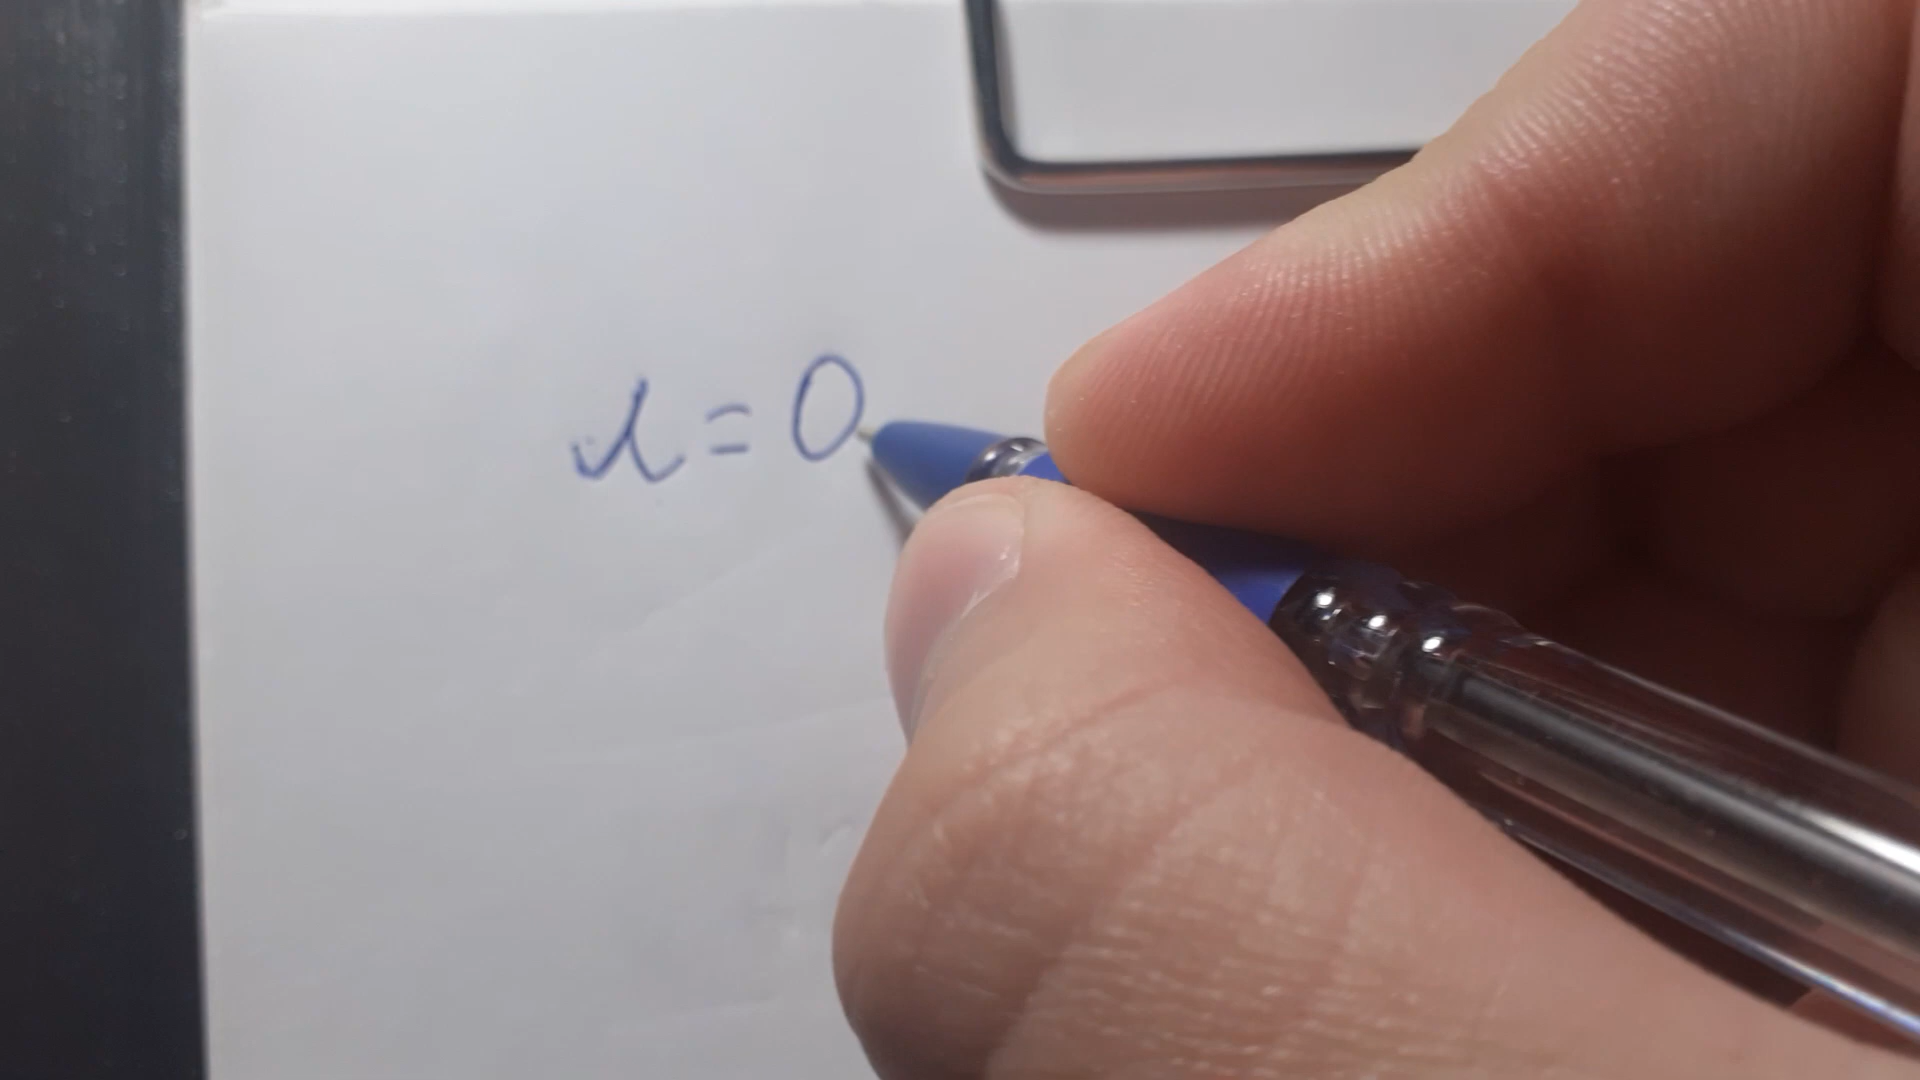 x = 0